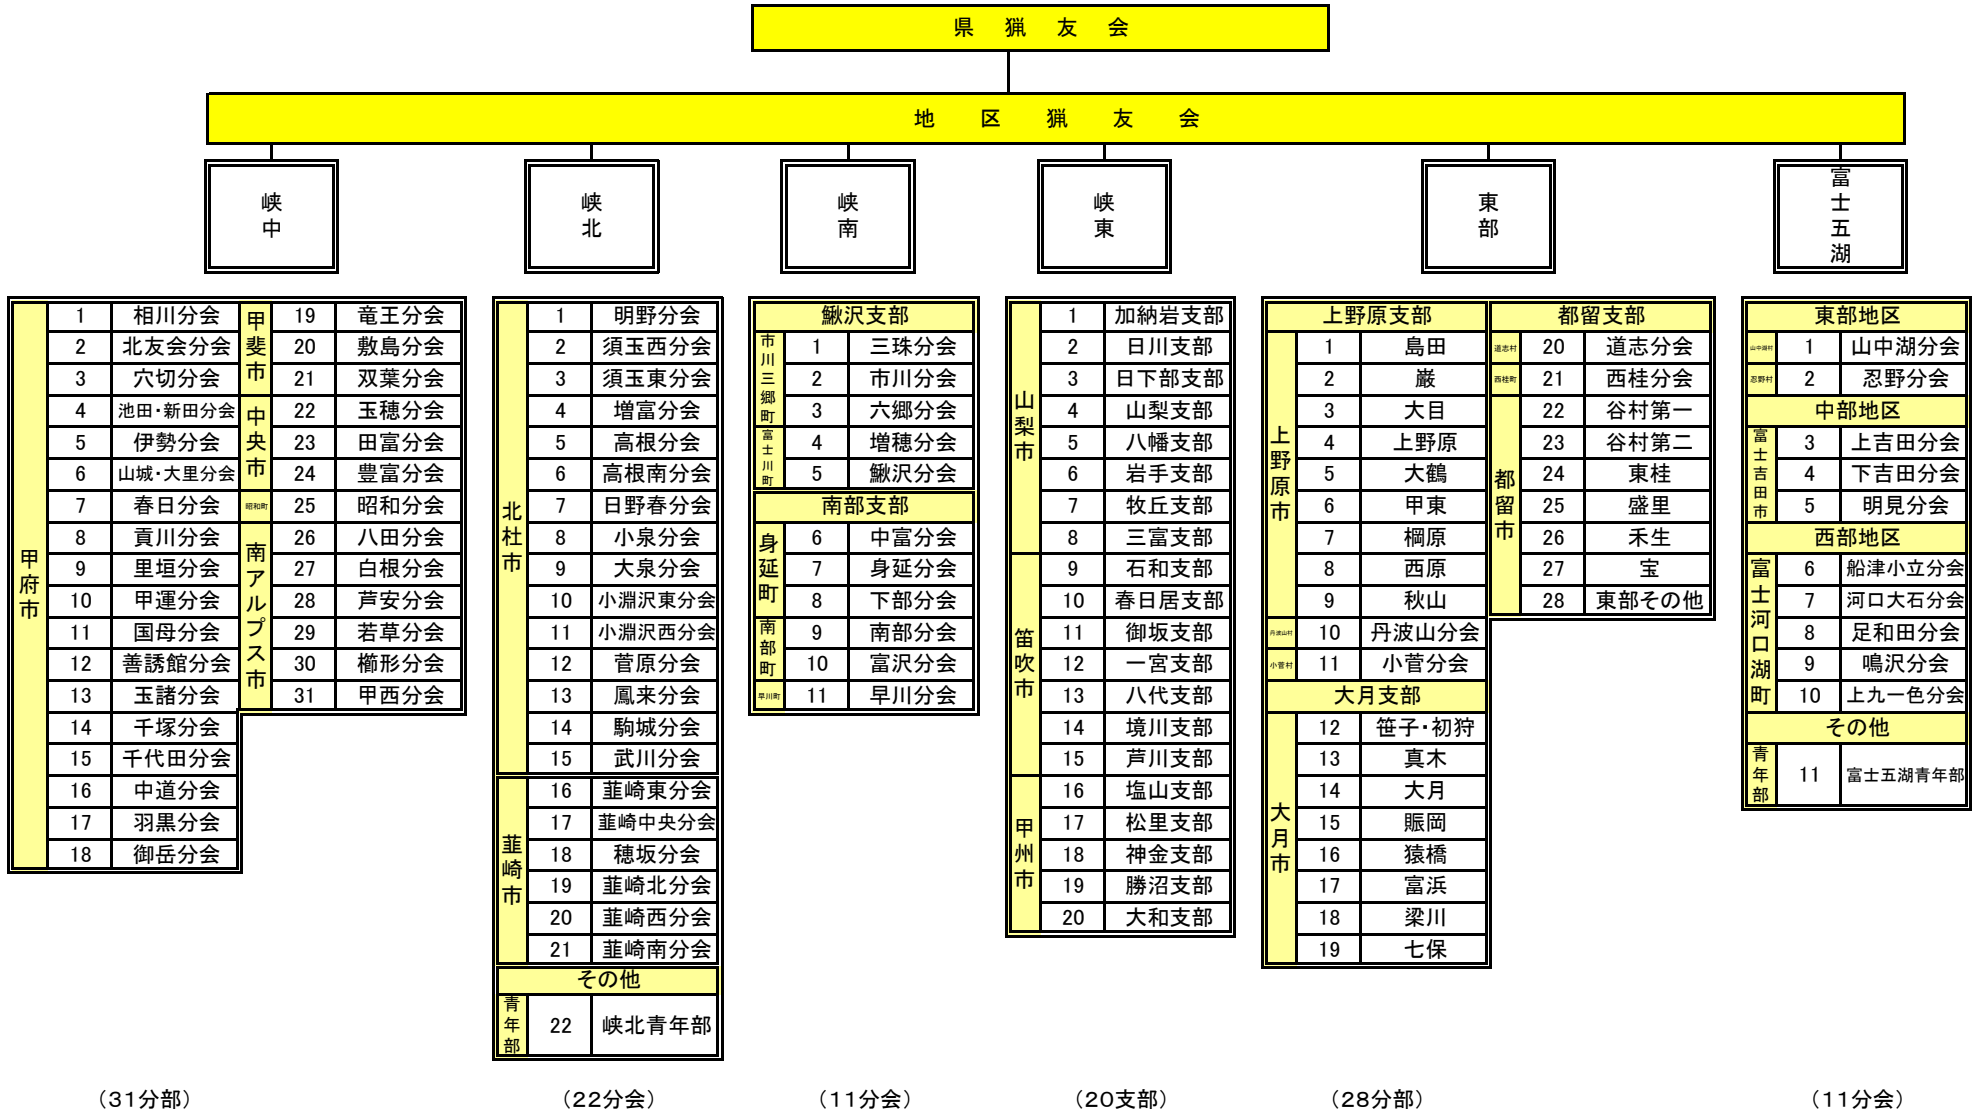 県猟友会
地区猟友会
峡中
峡北
峡南
峡東
東部
富士五湖
甲府市
1 相川分会
2 北友会分会
3 穴切分会
4 池田・新田分会
5 伊勢分会
6 山城・大里分会
7 春日分会
8 貢川分会
9 里垣分会
10 甲運分会
11 国母分会
12 善誘館分会
13 玉諸分会
14 千塚分会
15 千代田分会
16 中道分会
17 羽黒分会
18 御岳分会
甲斐市
19 竜王分会
20 敷島分会
21 双葉分会
中央市
22 玉穂分会
23 田富分会
24 豊富分会
昭和町
25 昭和分会
南アルプス市
26 八田分会
27 白根分会
28 芦安分会
29 若草分会
30 櫛形分会
31 甲西分会
（31分部）
北杜市
1 明野分会
2 須玉西分会
3 須玉東分会
4 増富分会
5 高根分会
6 高根南分会
7 日野春分会
8 小泉分会
9 大泉分会
10 小淵沢東分会
11 小淵沢西分会
12 菅原分会
13 鳳来分会
14 駒城分会
15 武川分会
韮崎市
16 韮崎東分会
17 韮崎中央分会
18 穂坂分会
19 韮崎北分会
20 韮崎西分会
21 韮崎南分会
その他
青年部
22 峡北青年部
（22分会）
鰍沢支部
市川三郷町
1 三珠分会
2 市川分会
3 六郷分会
富士川町
4 増穂分会
5 鰍沢分会
南部支部
身延町
6 中富分会
7 身延分会
8 下部分会
南部町
9 南部分会
10 富沢分会
早川町
11 早川分会
（11分会）
山梨市
1 加納岩支部
2 日川支部
3 日下部支部
4 山梨支部
5 八幡支部
6 岩手支部
7 牧丘支部
8 三富支部
笛吹市
9 石和支部
10 春日居支部
11 御坂支部
12 一宮支部
13 八代支部
14 境川支部
15 芦川支部
甲州市
16 塩山支部
17 松里支部
18 神金支部
19 勝沼支部
20 大和支部
（20支部）
上野原支部
上野原市
1 島田
2 巌
3 大目
4 上野原
5 大鶴
6 甲東
7 棡原
8 西原
9 秋山
丹波山村
10 丹波山分会
小菅村
11 小菅分会
大月支部
大月市
12 笹子・初狩
13 真木
14 大月
15 賑岡
16 猿橋
17 富浜
18 梁川
19 七保
都留支部
道志村
20 道志分会
西桂町
21 西桂分会
都留市
22 谷村第一
23 谷村第二
24 東桂
25 盛里
26 禾生
27 宝
28 東部その他
（28分部）
東部地区
山中湖村
1 山中湖分会
忍野村
2 忍野分会
中部地区
富士吉田市
3 上吉田分会
4 下吉田分会
5 明見分会
西部地区
富士河口湖町
6 船津小立分会
7 河口大石分会
8 足和田分会
9 鳴沢分会
10 上九一色分会
その他
青年部
11 富士五湖青年部
（11分会）